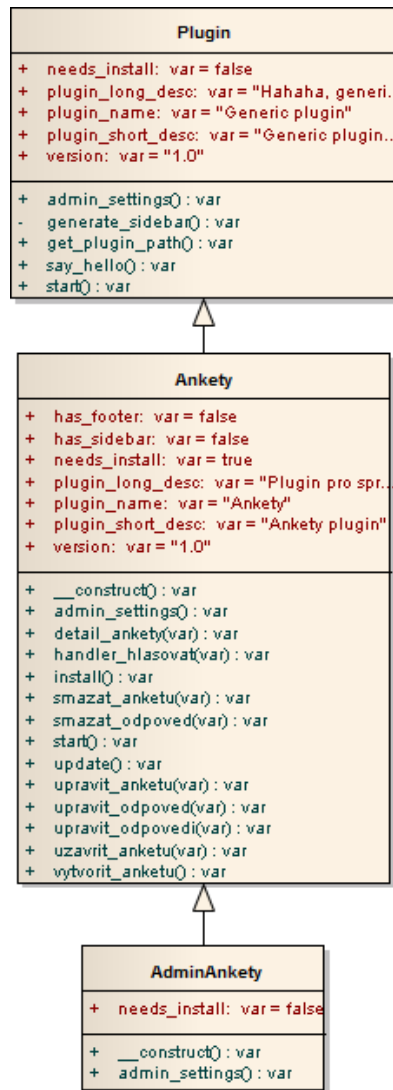 Plugin
+ needs_install: var = false
+ plugin_long_desc: var = "Hahaha, generi...
+ plugin_name: var = "Generic plugin"
+ plugin_short_desc: var = "Generic plugin...
+ version: var = "1.0"
+ admin_settings() : var
- generate_sidebar() : var
+ get_plugin_path() : var
+ say_hello() : var
+ start() : var
Ankety
+ has_footer: var = false
+ has_sidebar: var = false
+ needs_install: var = true
+ plugin_long_desc: var = "Plugin pro spr...
+ plugin_name: var = "Ankety"
+ plugin_short_desc: var = "Ankety plugin"
+ version: var = "1.0"
+ __construct() : var
+ admin_settings() : var
+ detail_ankety(var) : var
+ handler_hlasovat(var) : var
+ install() : var
+ smazat_anketu(var) : var
+ smazat_odpoved(var) : var
+ start() : var
+ update() : var
+ upravit_anketu(var) : var
+ upravit_odpoved(var) : var
+ upravit_odpovedi(var) : var
+ uzavrit_anketu(var) : var
+ vytvorit_anketu() : var
AdminAnkety
+ needs_install: var = false
+ __construct() : var
+ admin_settings() : var